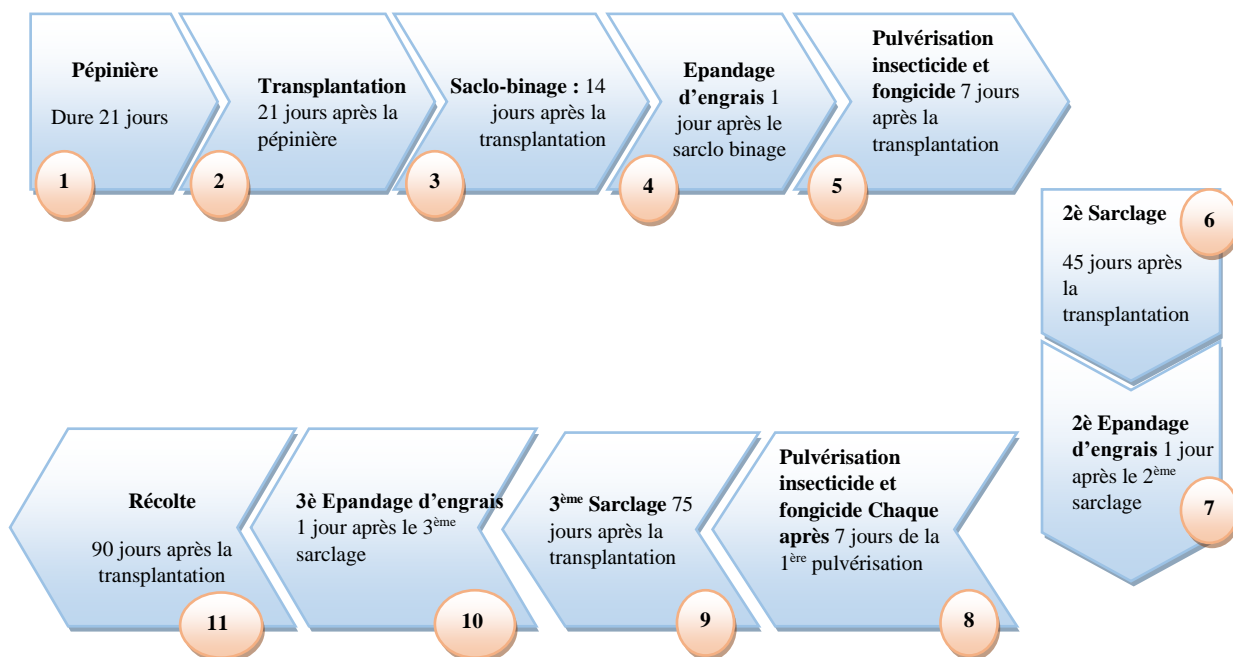 Pépinière
Dure 21 jours
1
Transplantation
21 jours après la
pépinière
2
Saclo-binage : 14
jours après la
transplantation
3
Epandage
d’engrais 1
jour après le
sarclo binage
4
Pulvérisation
insecticide et
fongicide 7 jours
après la
transplantation
5
2è Sarclage
45 jours après
la
transplantation
6
2è Epandage
d’engrais 1 jour
après le 2ème
sarclage
7
Pulvérisation
insecticide et
fongicide Chaque
après 7 jours de la
1ère pulvérisation
8
3ème Sarclage 75
jours après la
transplantation
9
3è Epandage d’engrais
1 jour après le 3ème
sarclage
10
Récolte
90 jours après la
transplantation
11